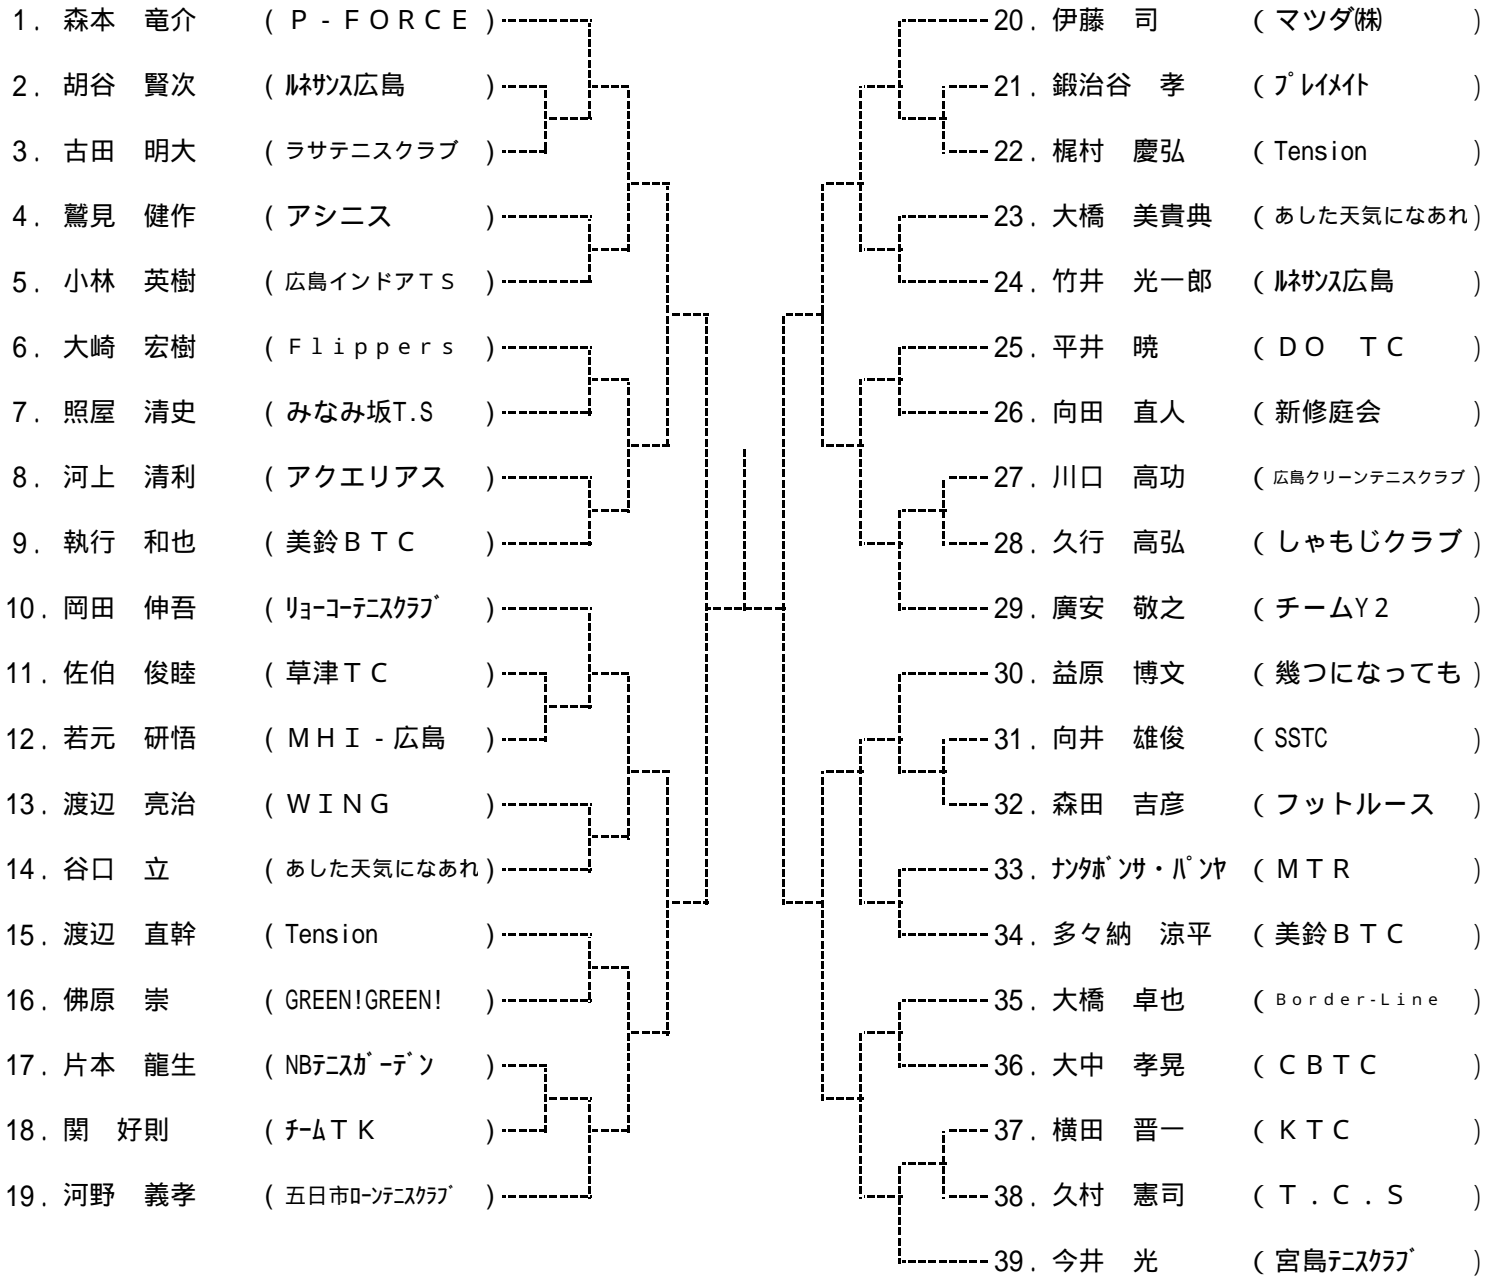 1. 森本　竜介 (Ｐ-ＦＯＲＣＥ)
2. 胡谷　賢次 (ﾙﾈｻﾝｽ広島)
3. 古田　明大 (ラサテニスクラブ)
4. 鷲見　健作 (アシニス)
5. 小林　英樹 (広島インドアＴＳ)
6. 大崎　宏樹 (Ｆｌｉｐｐｅｒｓ)
7. 照屋　清史 (みなみ坂T.S)
8. 河上　清利 (アクエリアス)
9. 執行　和也 (美鈴ＢＴＣ)
10. 岡田　伸吾 (ﾘｮｰｺｰﾃﾆｽｸﾗﾌﾞ)
11. 佐伯　俊睦 (草津ＴＣ)
12. 若元　研悟 (ＭＨＩ-広島)
13. 渡辺　亮治 (ＷＩＮＧ)
14. 谷口　立 (あした天気になあれ)
15. 渡辺　直幹 (Tension)
16. 佛原　崇 (GREEN!GREEN!)
17. 片本　龍生 (NBﾃﾆｽｶﾞｰﾃﾞﾝ)
18. 関　好則 (ﾁｰﾑＴＫ)
19. 河野　義孝 (五日市ﾛｰﾝﾃﾆｽｸﾗﾌﾞ)
20. 伊藤　司 (マツダ㈱)
21. 鍛治谷　孝 (ﾌﾟﾚｲﾒｲﾄ)
22. 梶村　慶弘 (Tension)
23. 大橋　美貴典 (あした天気になあれ)
24. 竹井　光一郎 (ﾙﾈｻﾝｽ広島)
25. 平井　暁 (ＤＯ　ＴＣ)
26. 向田　直人 (新修庭会)
27. 川口　高功 (広島クリーンテニスクラブ)
28. 久行　高弘 (しゃもじクラブ)
29. 廣安　敬之 (チームY２)
30. 益原　博文 (幾つになっても)
31. 向井　雄俊 (SSTC)
32. 森田　吉彦 (フットルース)
33. ﾅﾝﾀﾎﾞﾝｻ・ﾊﾟﾝﾔ (ＭＴＲ)
34. 多々納　涼平 (美鈴ＢＴＣ)
35. 大橋　卓也 (Ｂｏｒｄｅｒ-Ｌｉｎｅ)
36. 大中　孝晃 (ＣＢＴＣ)
37. 横田　晋一 (ＫＴＣ)
38. 久村　憲司 (Ｔ．Ｃ．Ｓ)
39. 今井　光 (宮島ﾃﾆｽｸﾗﾌﾞ)